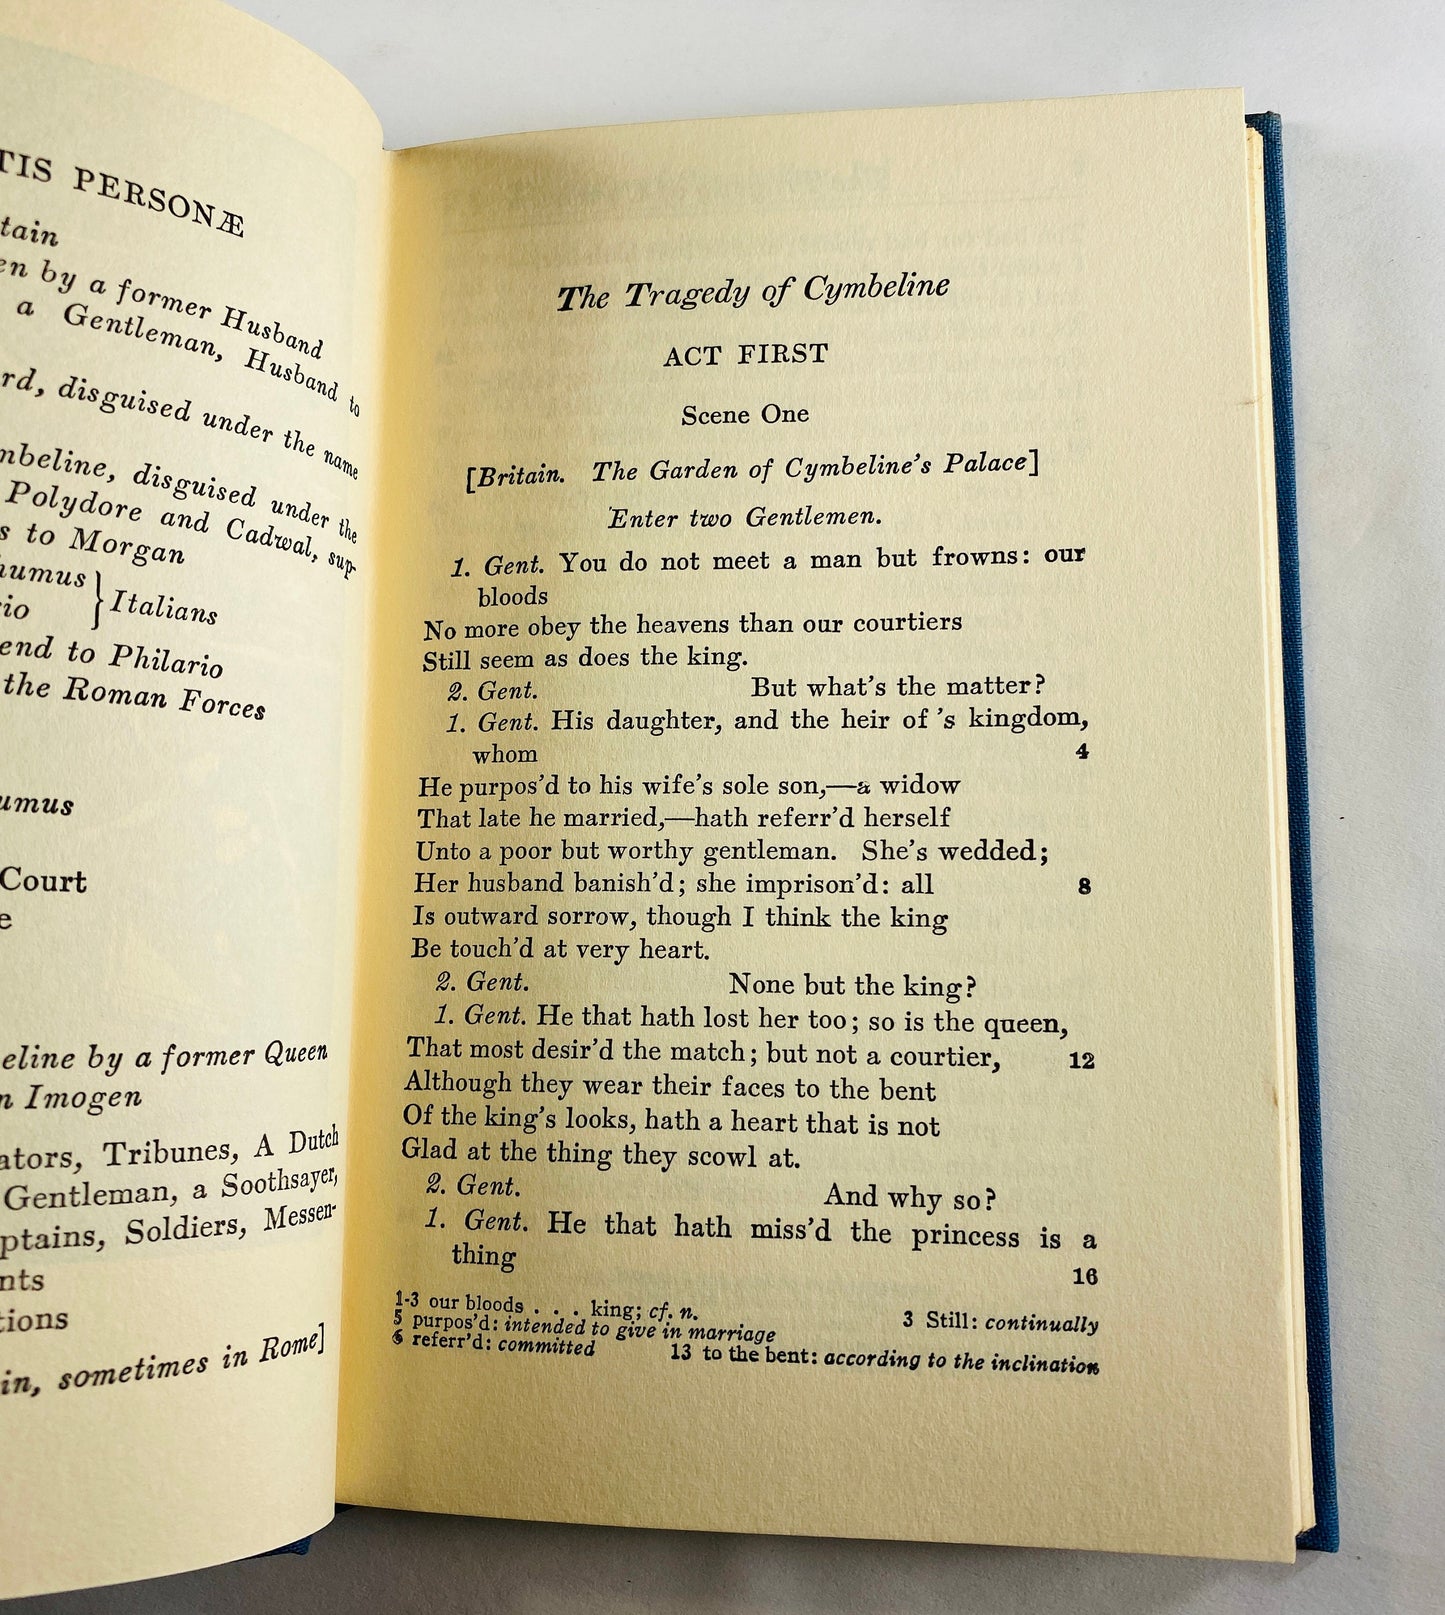 PERSONÆ
en by a former Husband
a Gentleman, Husband to
disguised under the name
disguised under the
Polydore and Cadwal, sup-
s to Morgan
Italians
end to Philario
the Roman Forces
Court
eline by a former Queen
n Imogen
Tribunes, A Dutch
Gentleman, a Soothsayer,
Soldiers, Messen-
in, sometimes in Rome]
The Tragedy of Cymbeline
ACT FIRST
Scene One
[Britain. The Garden of Cymbeline's Palace]
Enter two Gentlemen.
1. Gent. You do not meet a man but frowns: our
bloods
No more obey the heavens than our courtiers
Still seem as does the king.
2. Gent. But what's the matter?
1. Gent. His daughter, and the heir of 's kingdom,
whom 4
He purpos'd to his wife's sole son,—a widow
That late he married,—hath referr'd herself
Unto a poor but worthy gentleman. She's wedded;
Her husband banish'd; she imprison'd: all 8
Is outward sorrow, though I think the king
Be touch'd at very heart.
2. Gent. None but the king?
1. Gent. He that hath lost her too; so is the queen,
That most desir'd the match; but not a courtier, 12
Although they wear their faces to the bent
Of the king's looks, hath a heart that is not
Glad at the thing they scowl at.
2. Gent. And why so?
1. Gent. He that hath miss'd the princess is a
thing 16
1-3 our bloods . . . king; cf. n. 3 Still: continually
5 purpos'd: intended to give in marriage
6 referr'd: committed 13 to the bent: according to the inclination